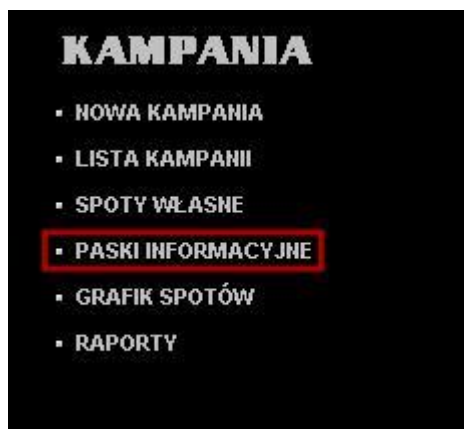 KAMPANIA
▪ NOWA KAMPANIA
▪ LISTA KAMPANII
▪ SPOTY WŁASNE
▪ PASKI INFORMACYJNE
▪ GRAFIK SPOTÓW
▪ RAPORTY